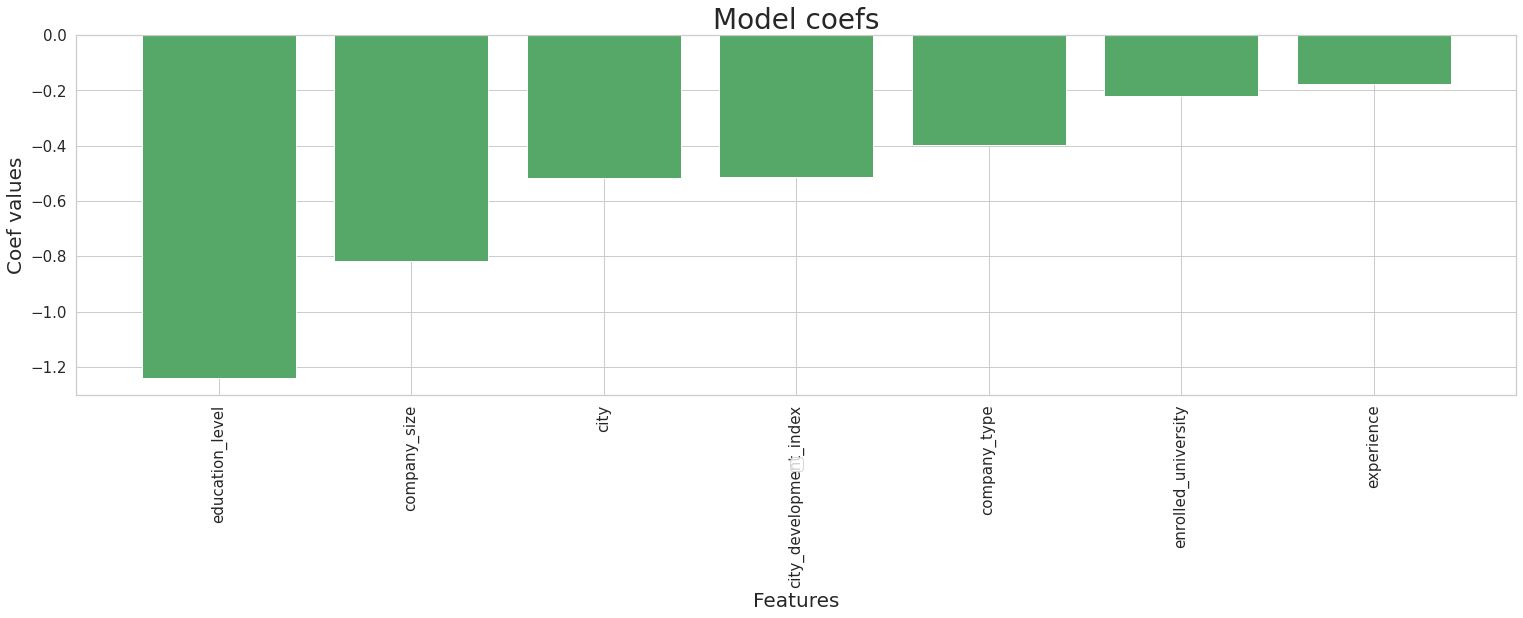 Model coefs
Coef values
0.0
−0.2
−0.4
−0.6
−0.8
−1.0
−1.2
education_level
company_size
city
city_development_index
company_type
enrolled_university
experience
Features